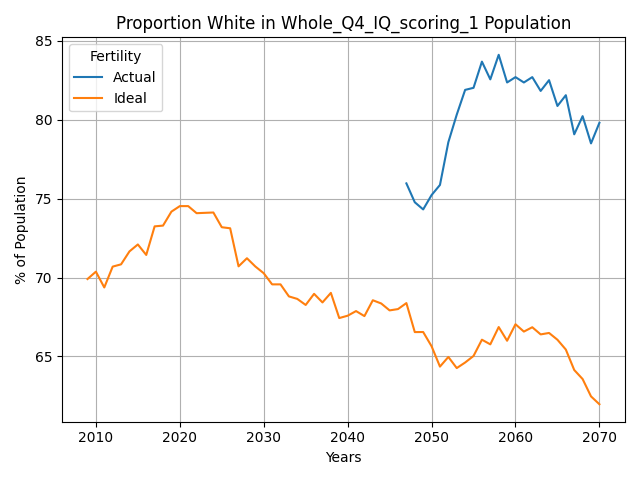 Proportion White in Whole_Q4_IQ_scoring_1 Population
Fertility
Actual
Ideal
% of Population
85
80
75
70
65
2010 2020 2030 2040 2050 2060 2070
Years